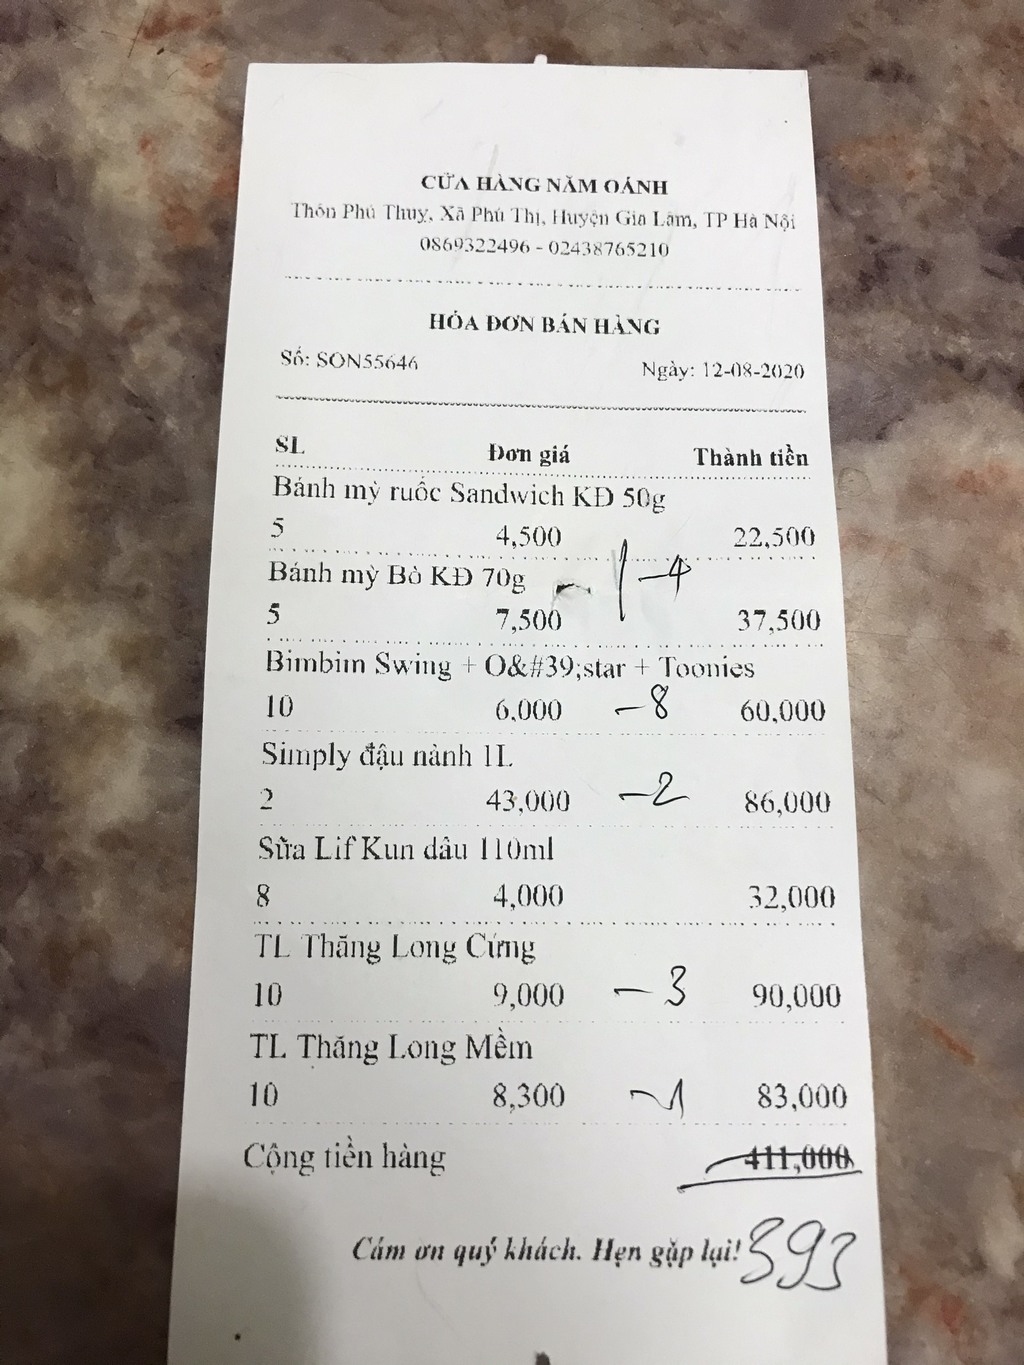 CỬA HÀNG NĂM OÁNH
Thôn Phú Thuỵ, Xã Phú Thị, Huyện Gia Lâm, TP Hà Nội
0869322496 - 02438765210
HÓA ĐƠN BÁN HÀNG
Số: SON55646 Ngày: 12-08-2020
SL Đơn giá Thành tiền
Bánh mỳ ruốc Sandwich KĐ 50g
5 4,500 22,500
Bánh mỳ Bò KĐ 70g - 4
5 7,500 37,500
Bimbim Swing + O&#39;star + Toonies
10 6,000 - 8 60,000
Simply đậu nành 1L
2 43,000 - 2 86,000
Sữa Lif Kun dâu 110ml
8 4,000 32,000
TL Thăng Long Cứng
10 9,000 - 3 90,000
TL Thăng Long Mềm
10 8,300 - 1 83,000
Cộng tiền hàng 411,000
Cám ơn quý khách. Hẹn gặp lại! 393